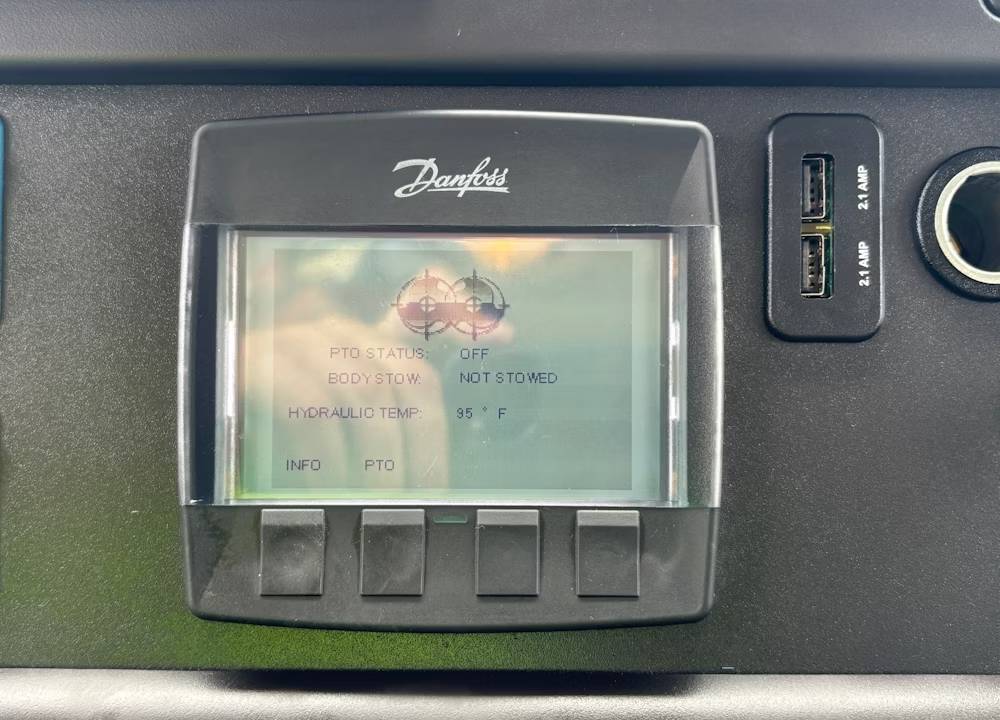 Danfoss
PTO STATUS: OFF
BODY STOW: NOT STOWED
HYDRAULIC TEMP: 95 ° F
INFO PTO
2.1 AMP
2.1 AMP